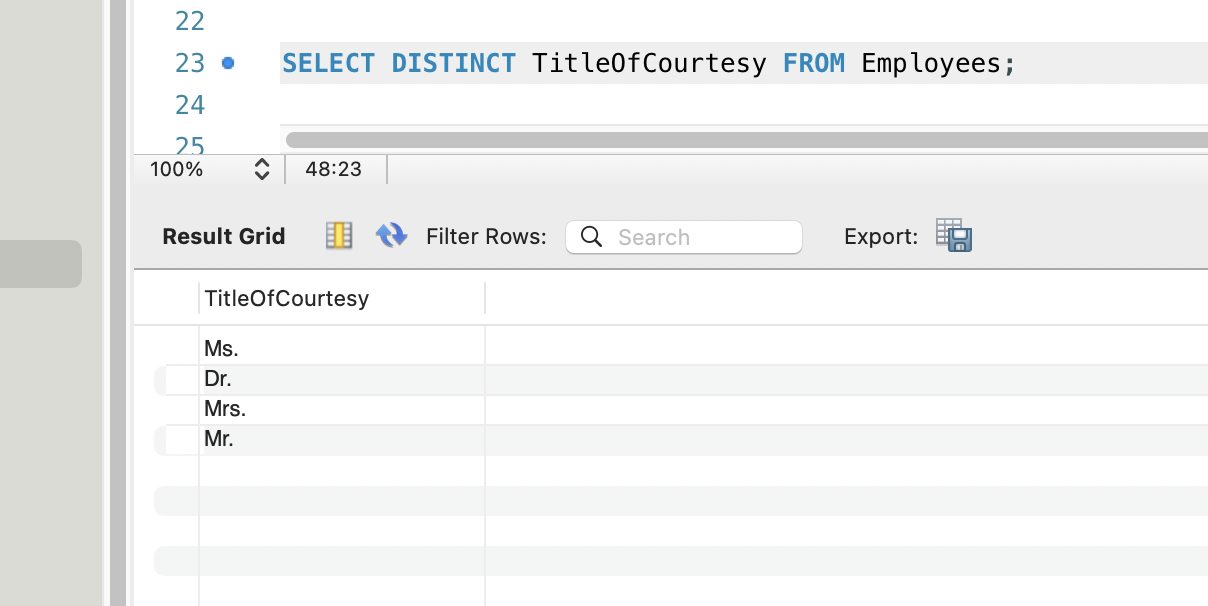 22
23 SELECT DISTINCT TitleOfCourtesy FROM Employees;
24
25
100% 48:23
Result Grid Filter Rows: Search Export:
TitleOfCourtesy
Ms.
Dr.
Mrs.
Mr.